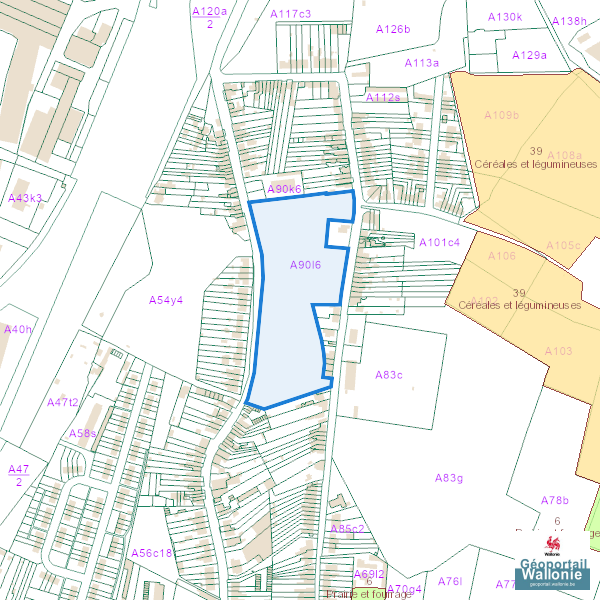 A120a
2
A117c3
A126b
A130k
A138h
A129a
A113a
A112s
A109b
39
Céréales et légumineuses
A108a
A43k3
A90k6
A101c4
A106
A105c
A90l6
A54y4
39
Céréales et légumineuses
A40h
A103
A83c
A47t2
A58s
A47
2
A83g
A78b
6
A85c2
A56c18
A69l2
6
Prairie et fourrage
A70g4
A76l
A77
Wallonie
Géoportail
Wallonie
geoportail.wallonie.be